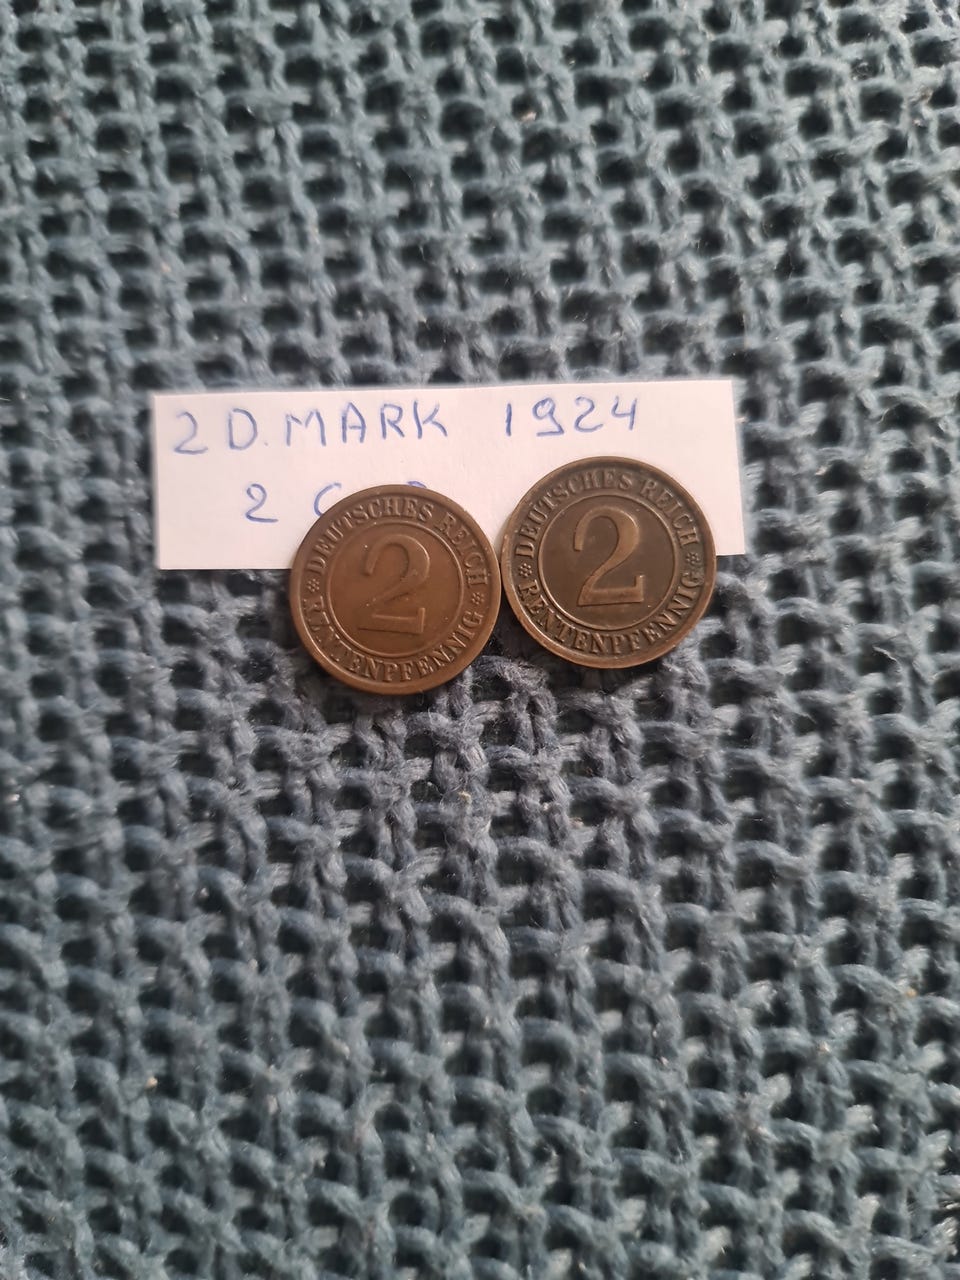 2 D. MARK 1924
2
DEUTSCHES REICH
2
RENTENPFENNIG
DEUTSCHES REICH
2
RENTENPFENNIG